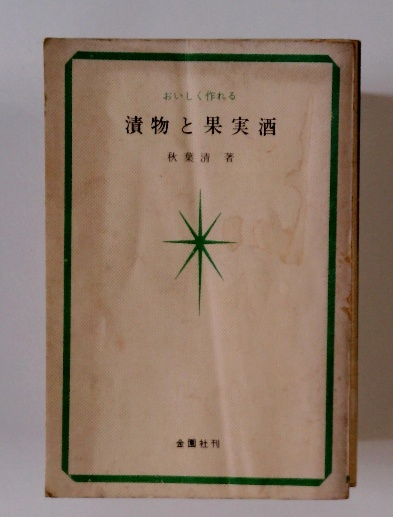 おいしく作れる
漬物と果実酒
秋葉清 著
金園社刊